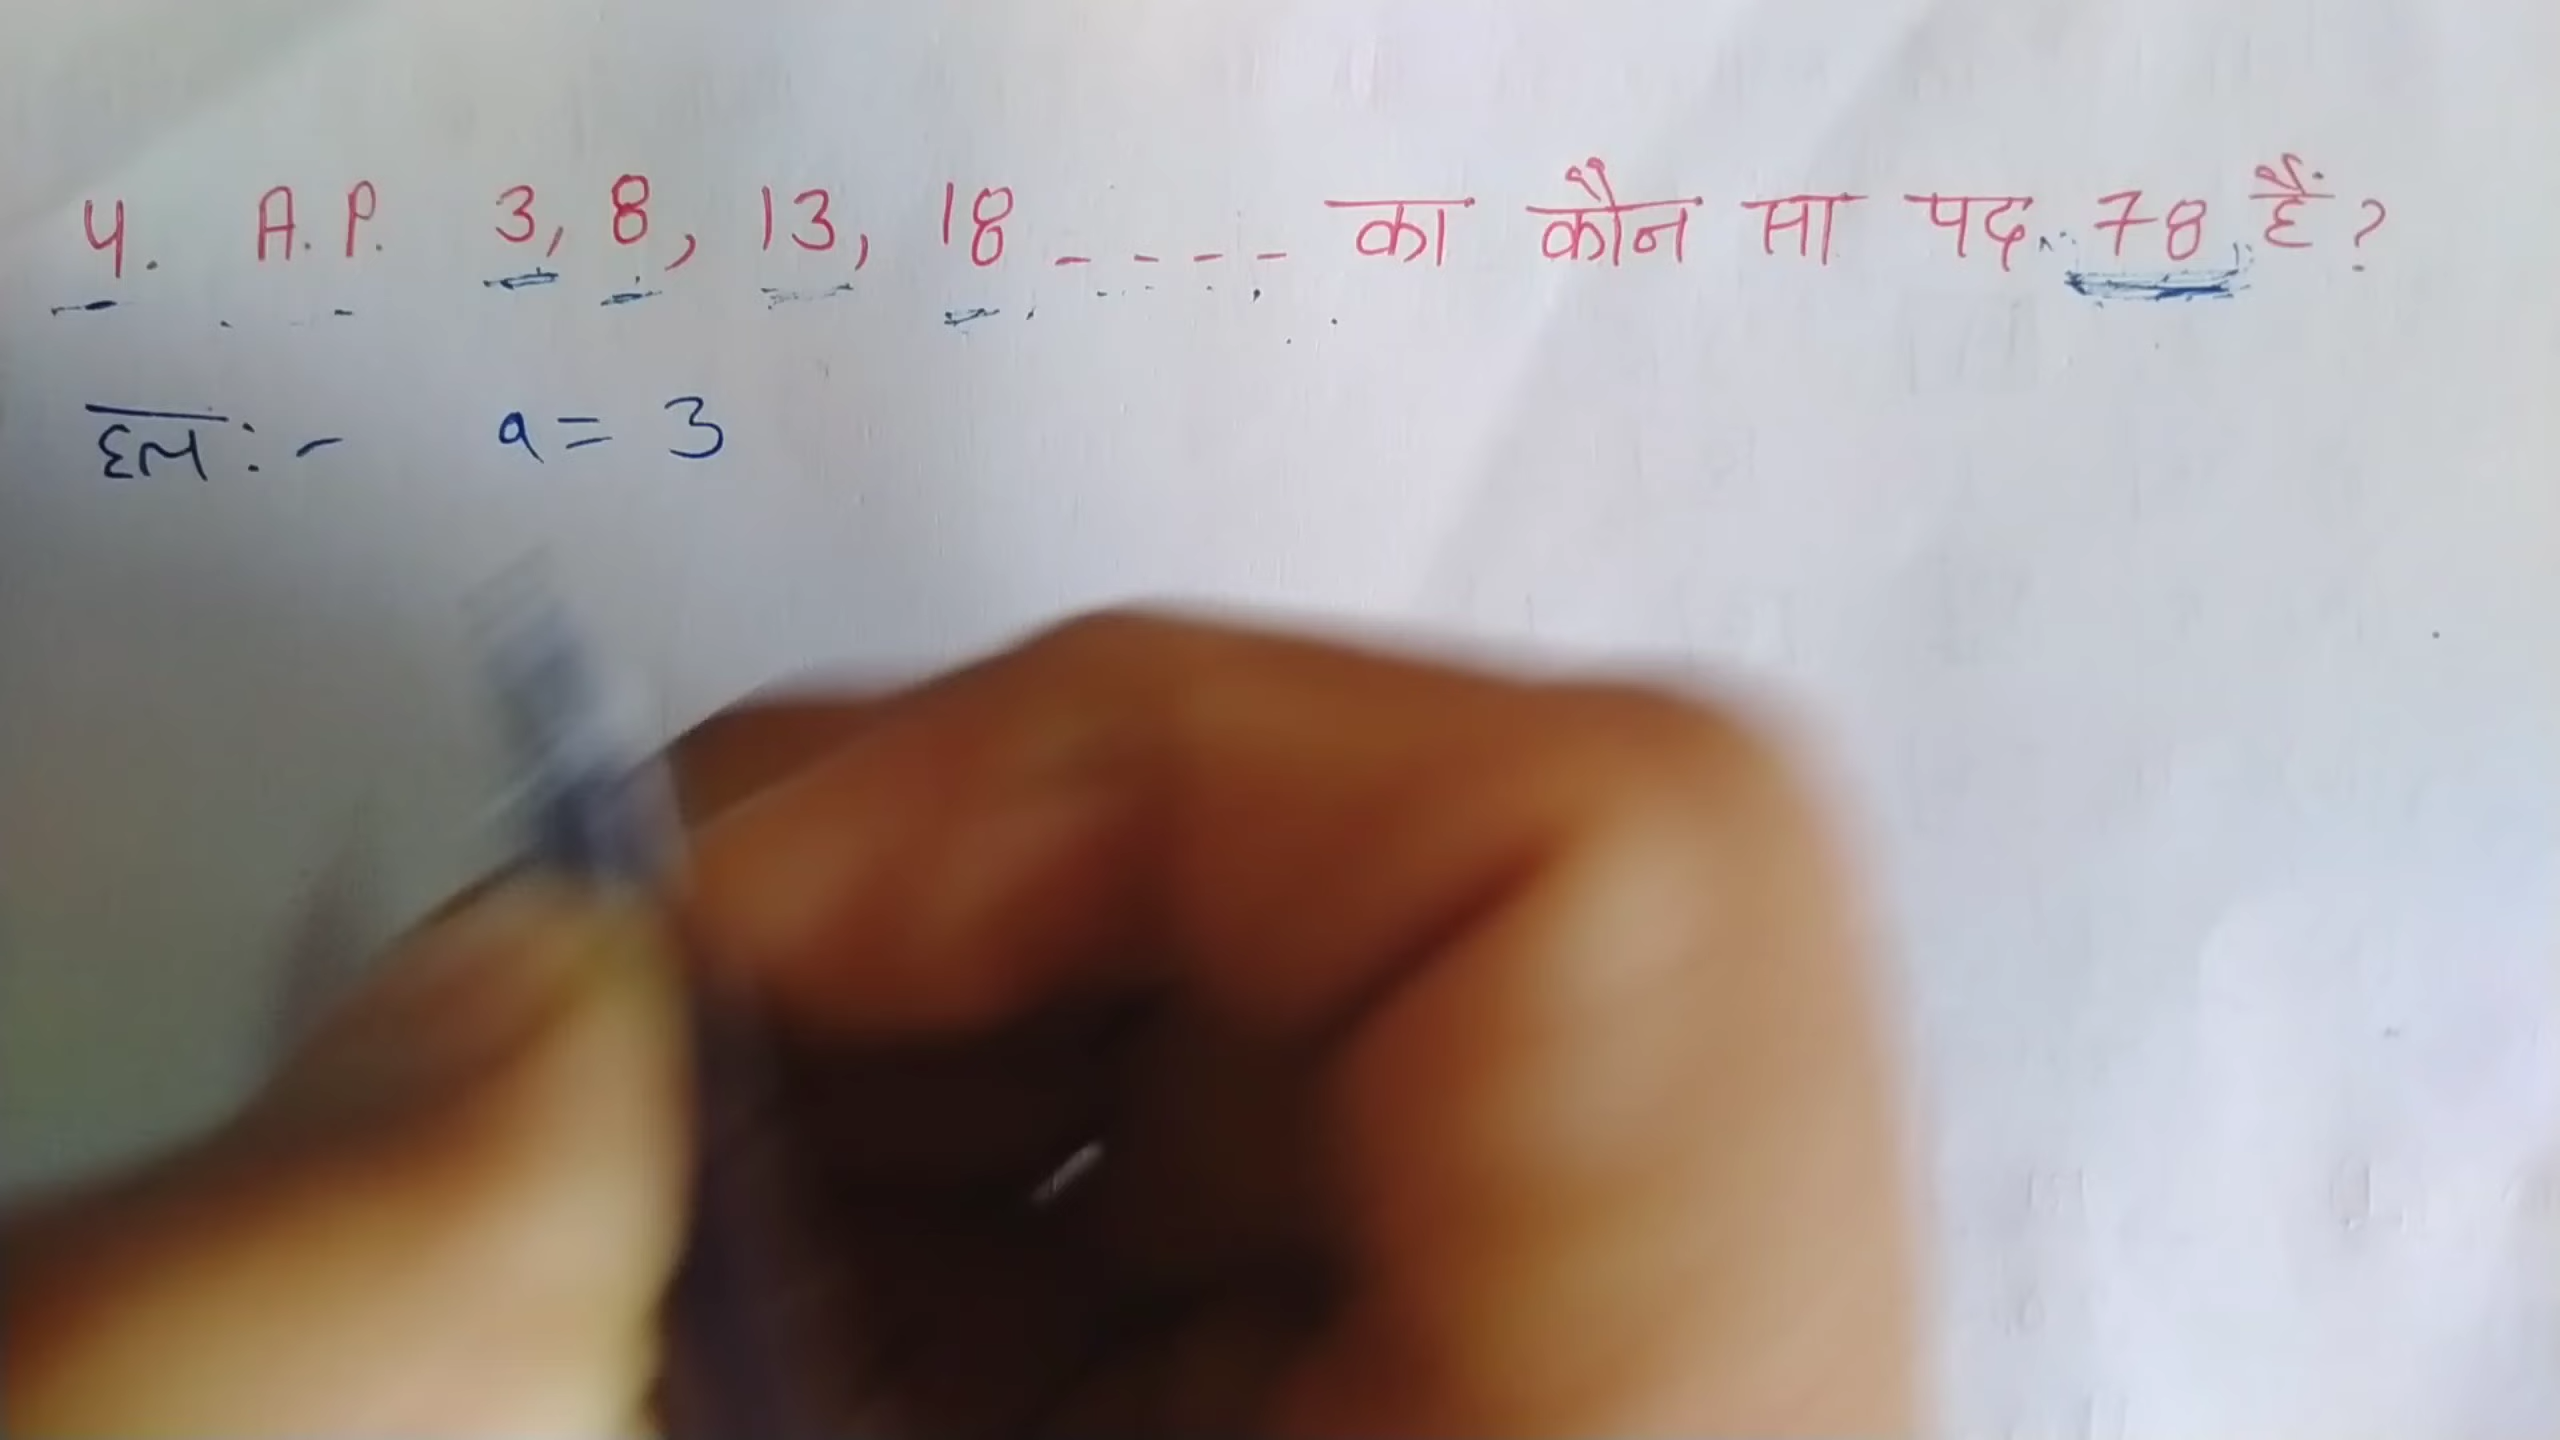 4. A.P. 3, 8, 13, 18 - - - - का कौन सा पद 78 है?
हल :- a = 3